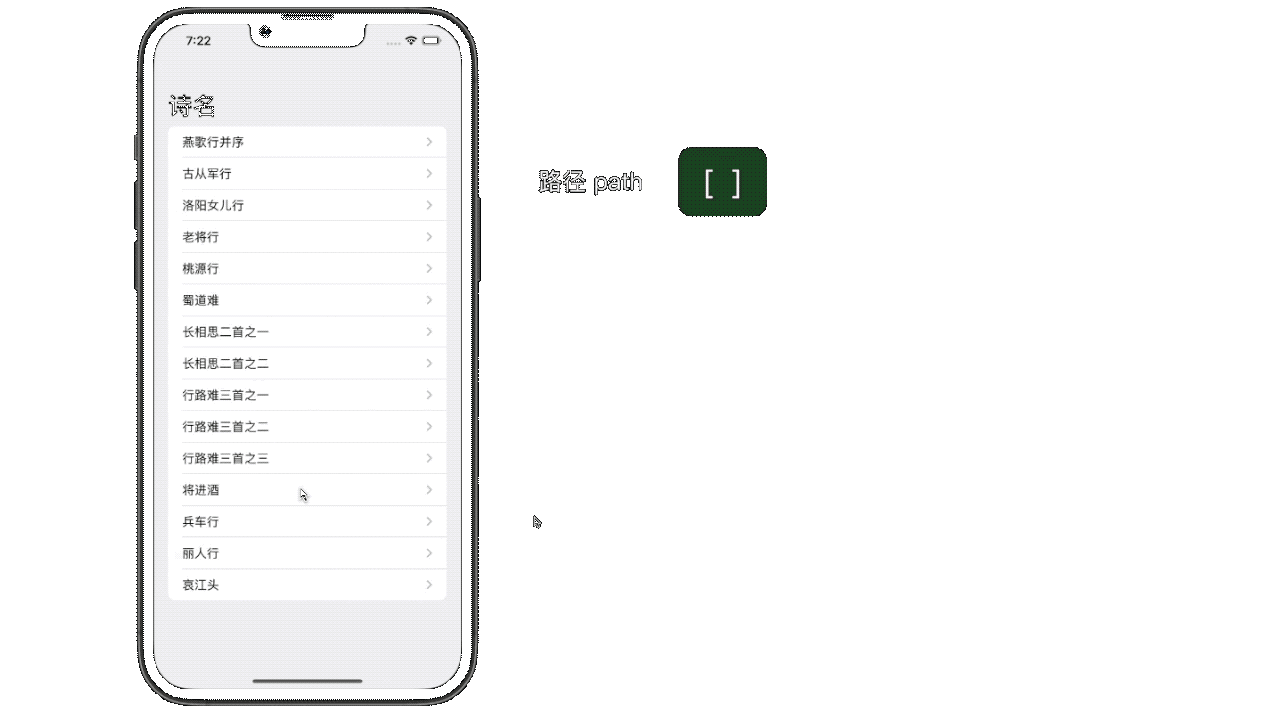 7:22
诗名
燕歌行并序
古从军行
洛阳女儿行
老将行
桃源行
蜀道难
长相思二首之一
长相思二首之二
行路难三首之一
行路难三首之二
行路难三首之三
将进酒
兵车行
丽人行
哀江头
路径 path
[ ]